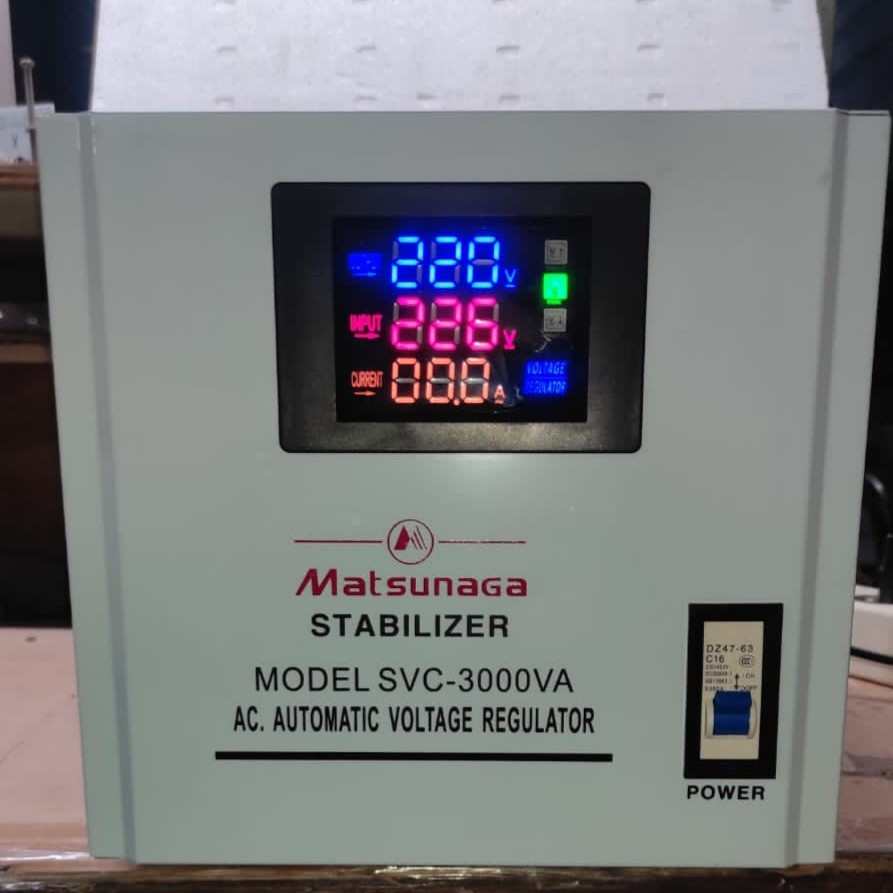 220 V
INPUT 226 V
CURRENT 00.0 A
VOLTAGE
REGULATOR
Matsunaga
STABILIZER
MODEL SVC-3000VA
AC. AUTOMATIC VOLTAGE REGULATOR
DZ47-63
C16
POWER